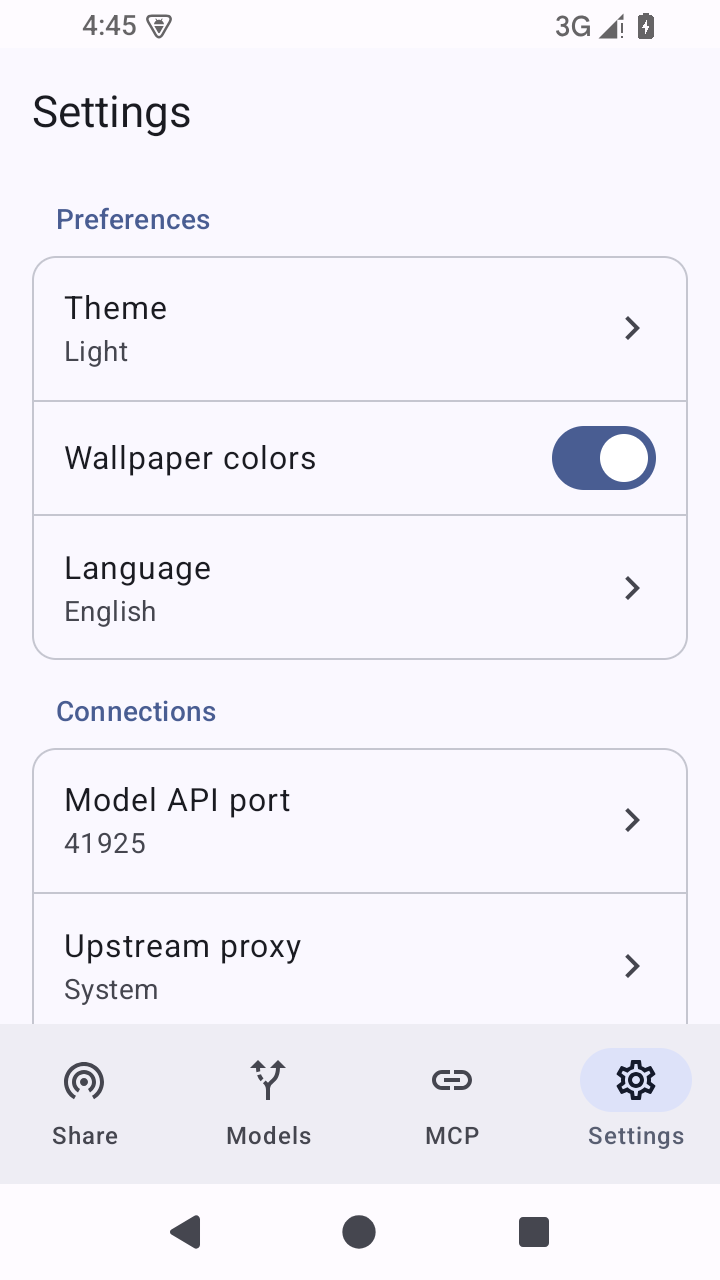 4:45
3G
Settings
Preferences
Theme
Light
Wallpaper colors
Language
English
Connections
Model API port
41925
Upstream proxy
System
Share
Models
MCP
Settings